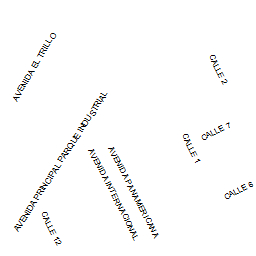 AVENIDA EL TRILLO
CALLE 2
AVENIDA PRINCIPAL PARQUE INDUSTRIAL
CALLE 7
CALLE 1
AVENIDA PANAMERICANA
AVENIDA INTERNACIONAL
CALLE 6
CALLE 12